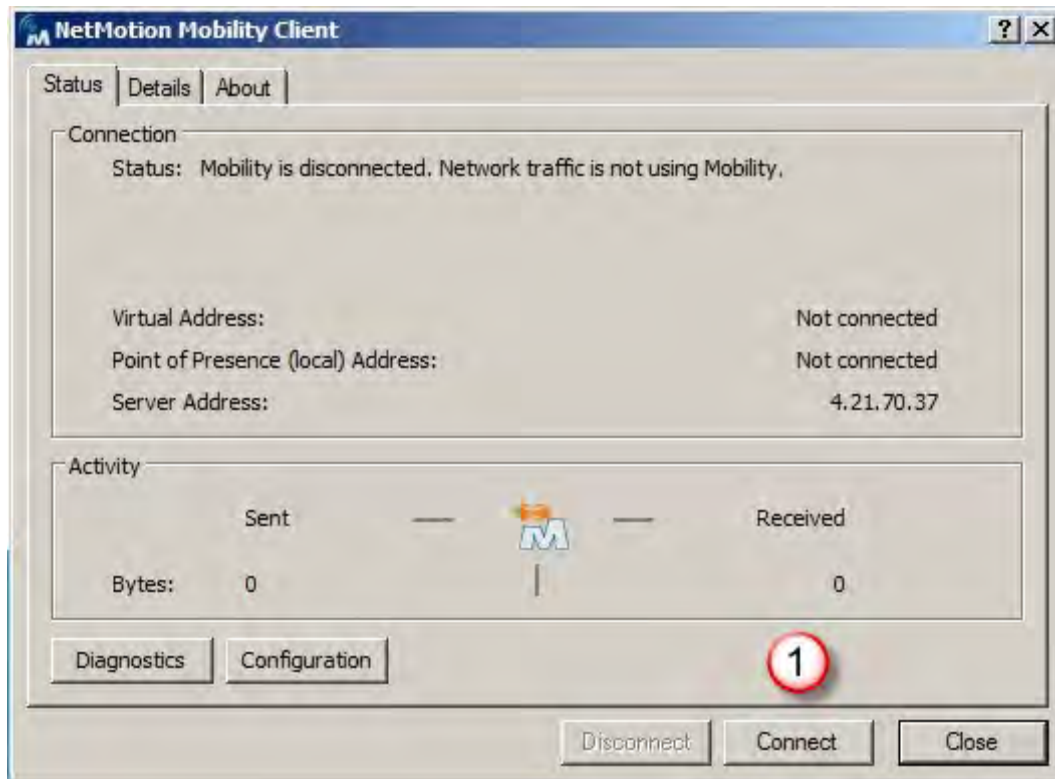 NetMotion Mobility Client
Status Details About
Connection
Status: Mobility is disconnected. Network traffic is not using Mobility.
Virtual Address: Not connected
Point of Presence (local) Address: Not connected
Server Address: 4.21.70.37
Activity
Sent Received
Bytes: 0 0
Diagnostics Configuration 1
Disconnect Connect Close